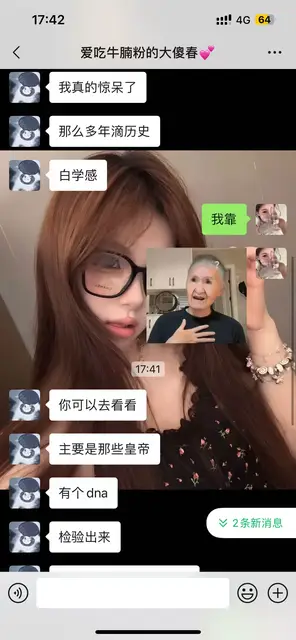 17:42
4G
64
爱吃牛腩粉的大傻春💕
我真的惊呆了
那么多年滴历史
白学感
我靠
17:41
你可以去看看
主要是那些皇帝
有个dna
检验出来
2条新消息